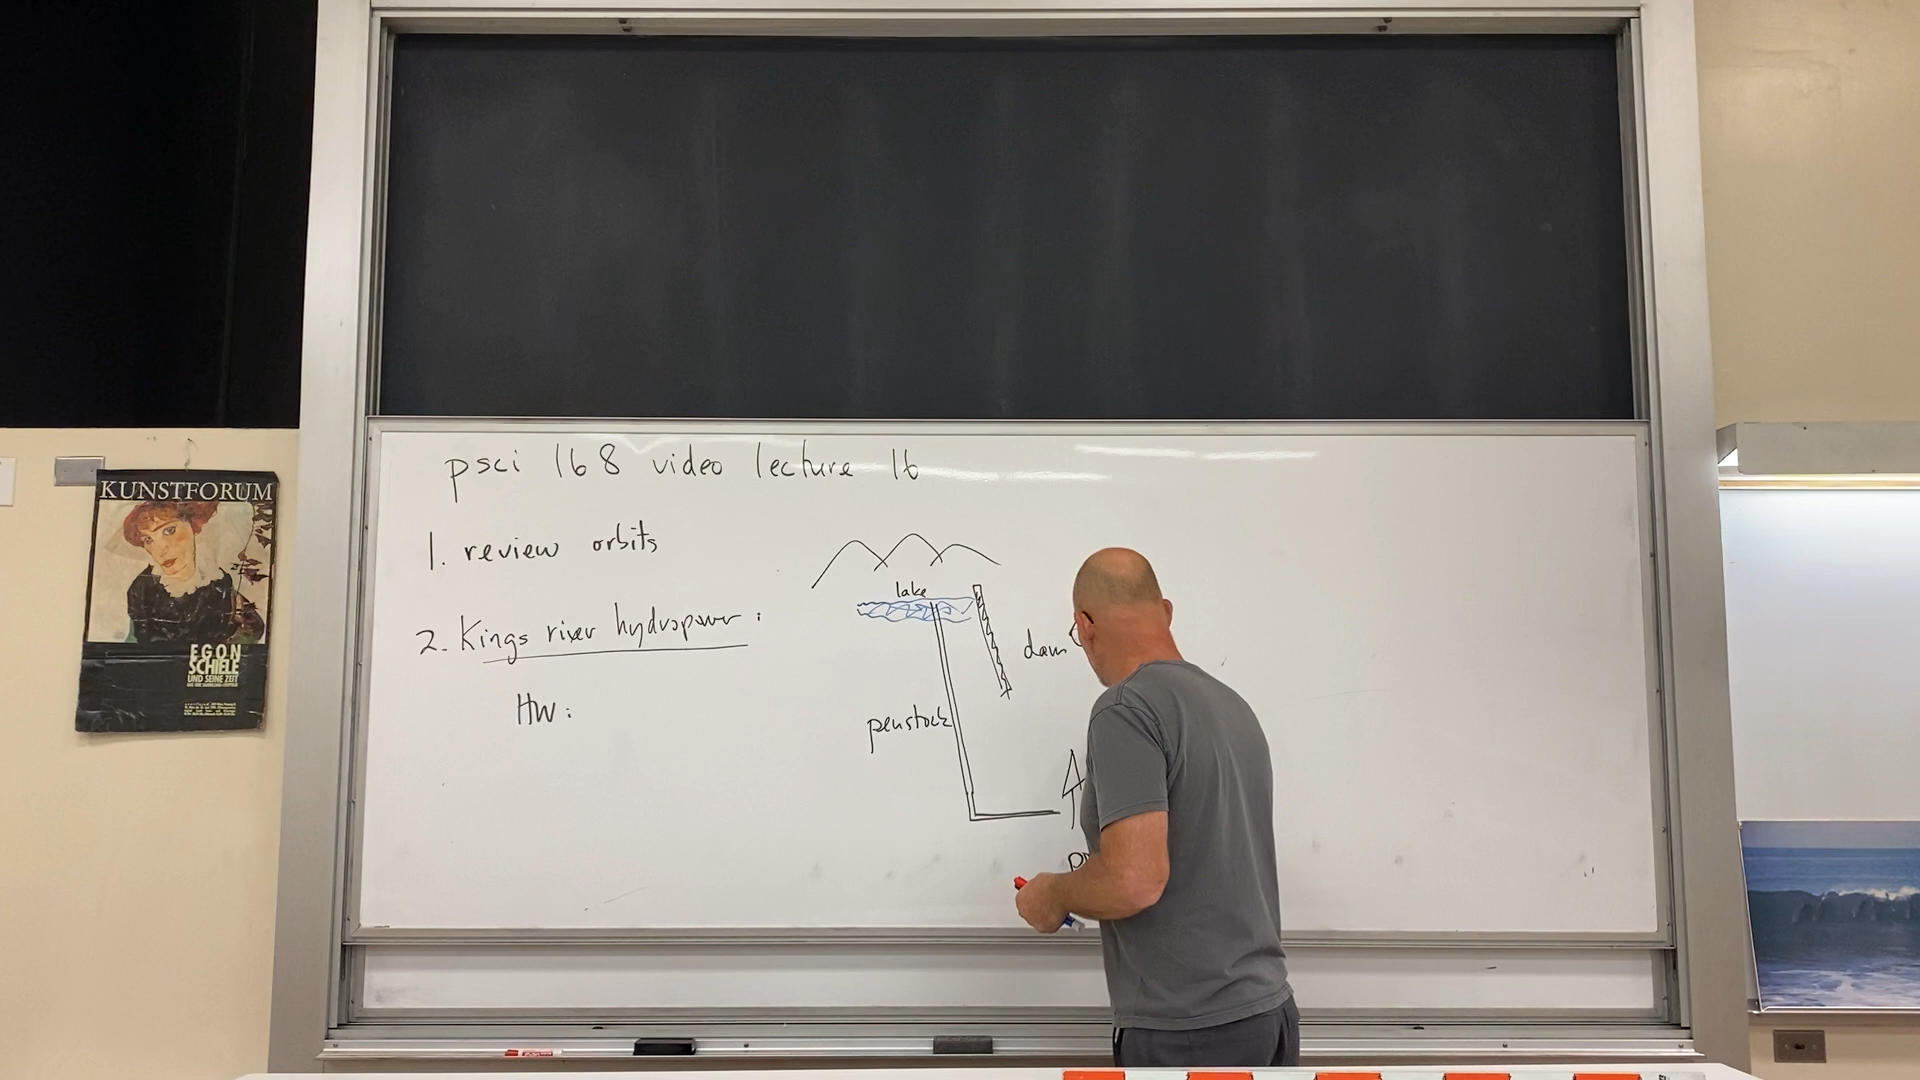 psci 168 video lecture 16
1. review orbits
2. Kings river hydropower:
HW:
lake
dam
penstock
KUNSTFORUM
EGON
SCHIELE
UND SEINE ZEIT